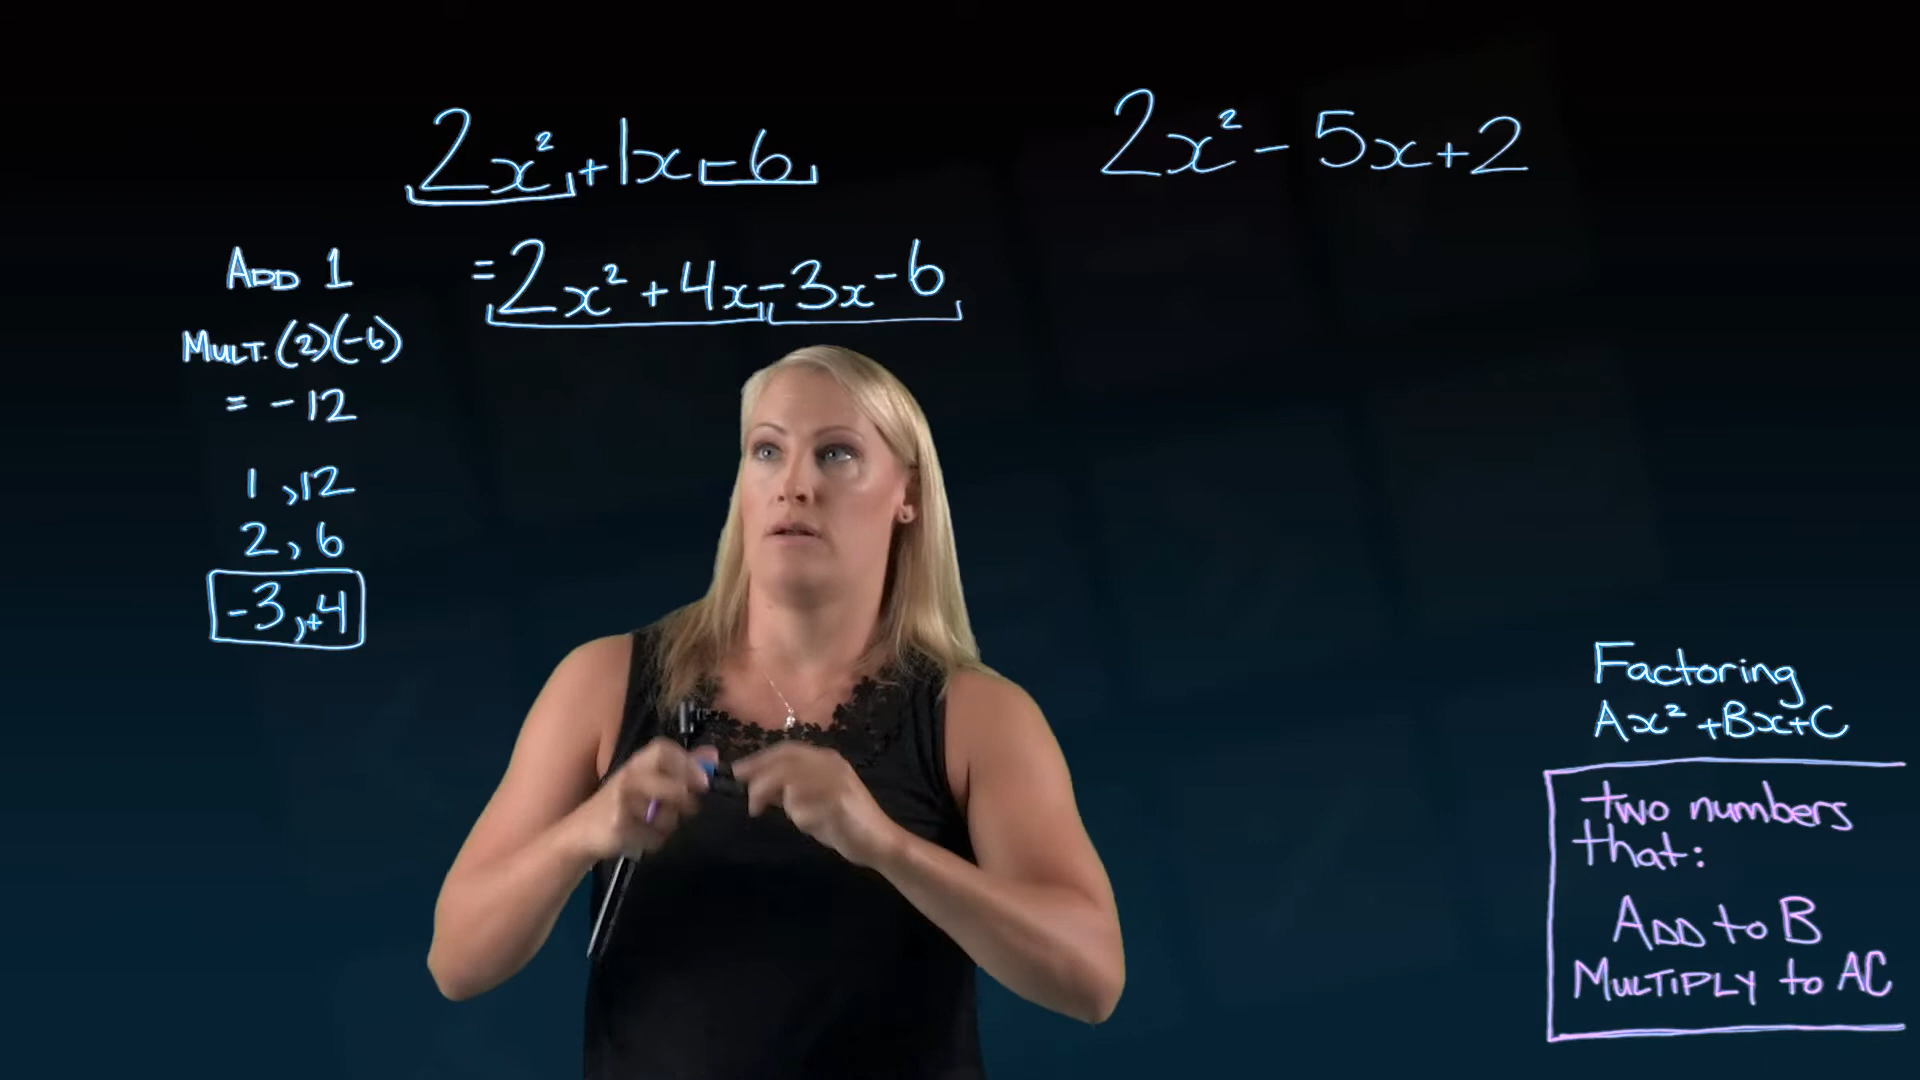 2x² + 1x - 6
ADD 1
MULT. (2)(-6)
= -12
1, 12
2, 6
-3, +4
= 2x² + 4x - 3x - 6
2x² - 5x + 2
Factoring
Ax² + Bx + C
two numbers
that:
ADD to B
MULTIPLY to AC